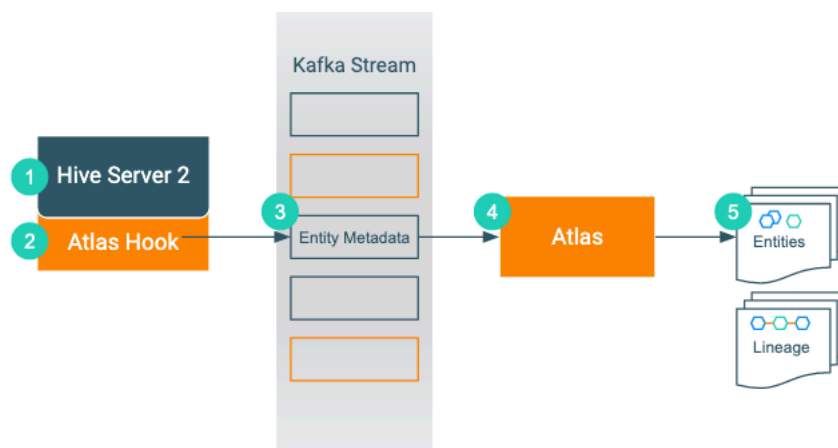 Kafka Stream
1
Hive Server 2
2
Atlas Hook
3
Entity Metadata
4
Atlas
5
Entities
Lineage